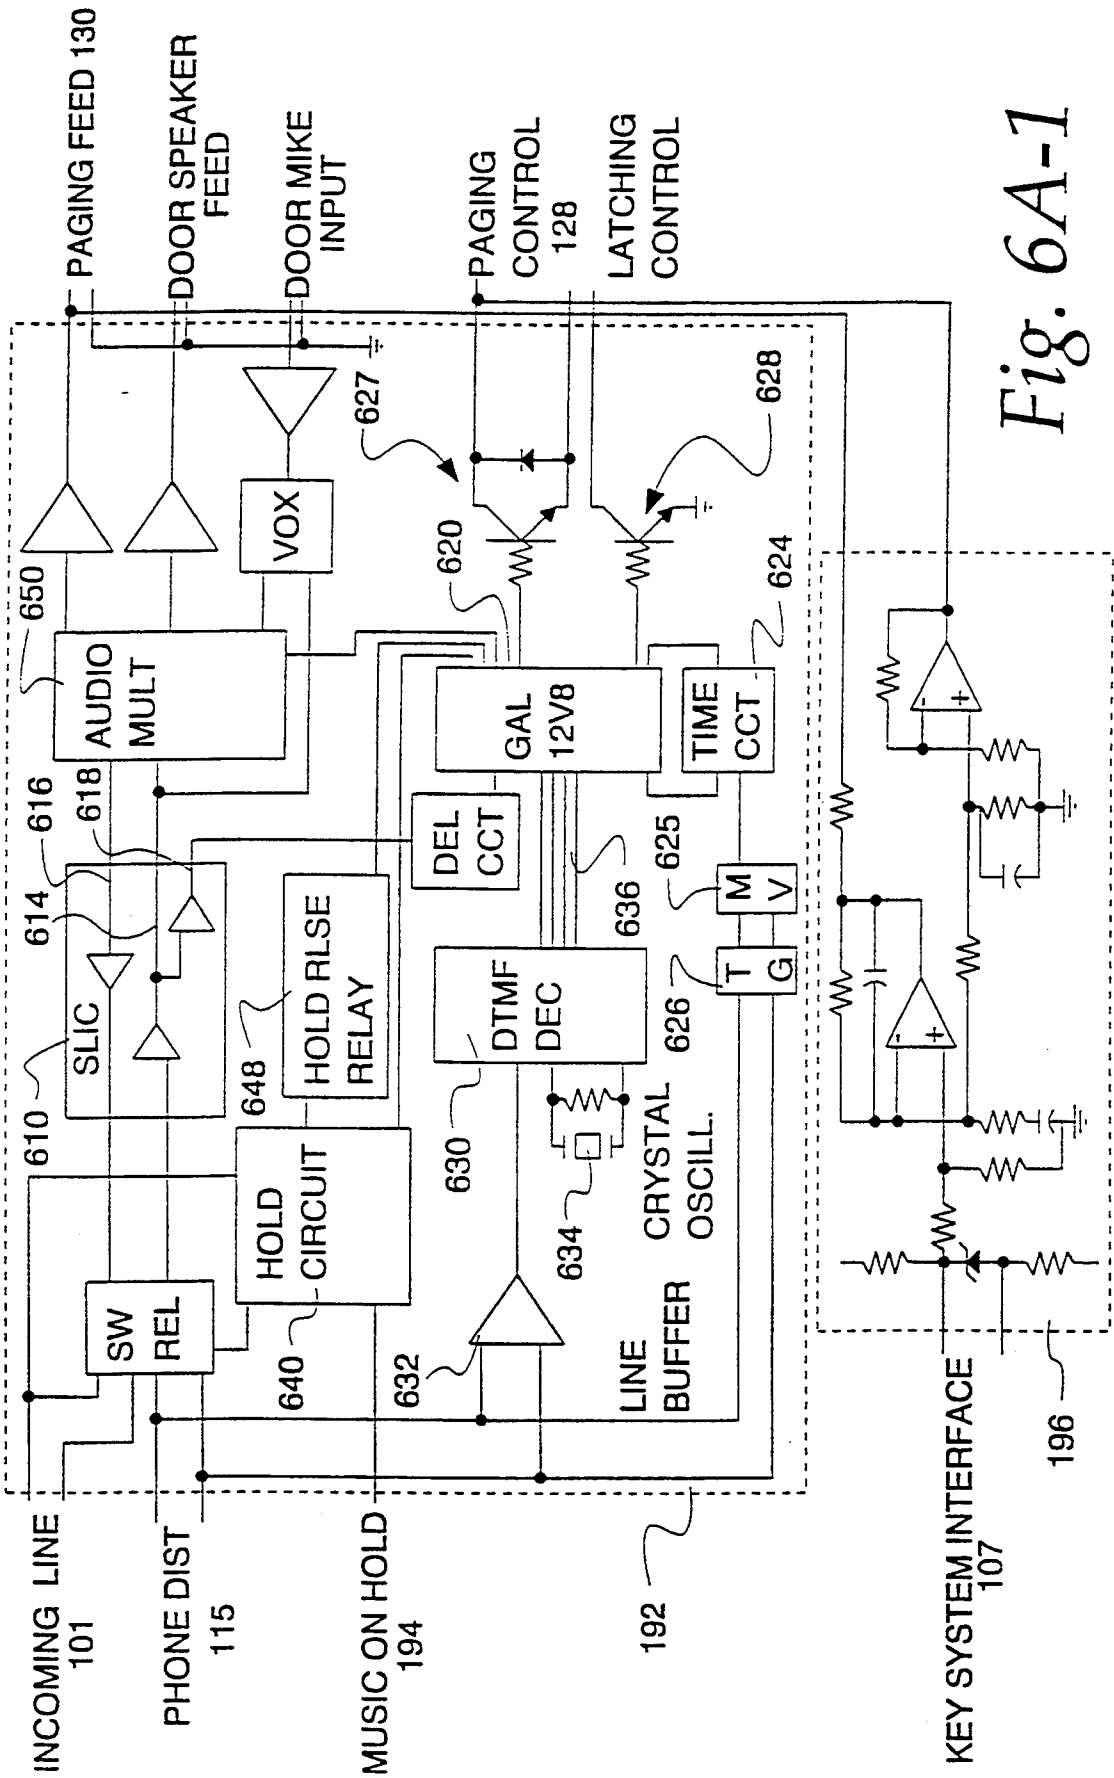 INCOMING LINE
101
PHONE DIST
115
MUSIC ON HOLD
194
192
SW
REL
HOLD
CIRCUIT
640
610
SLIC
614
616
618
648
HOLD RLSE
RELAY
650
AUDIO
MULT
VOX
PAGING FEED 130
DOOR SPEAKER
FEED
DOOR MIKE
INPUT
627
PAGING
CONTROL
128
LATCHING
CONTROL
628
620
GAL
12V8
DEL
CCT
TIME
CCT
624
636
625
M
V
626
T
G
DTMF
DEC
630
634
CRYSTAL
OSCILL.
632
LINE
BUFFER
-
+
-
+
KEY SYSTEM INTERFACE
107
196
Fig. 6A-1